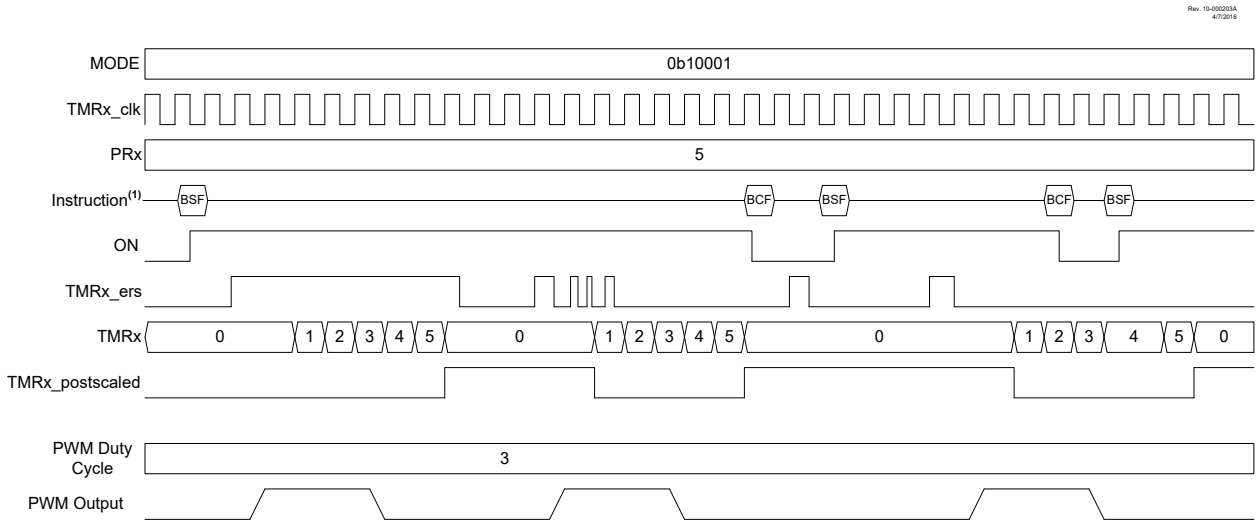 Rev. 10-000203A
4/7/2016
MODE 0b10001
TMRx_clk
PRx 5
Instruction(1) BSF BCF BSF BCF BSF
ON
TMRx_ers
TMRx 0 1 2 3 4 5 0 1 2 3 4 5 0 1 2 3 4 5 0
TMRx_postscaled
PWM Duty
Cycle 3
PWM Output